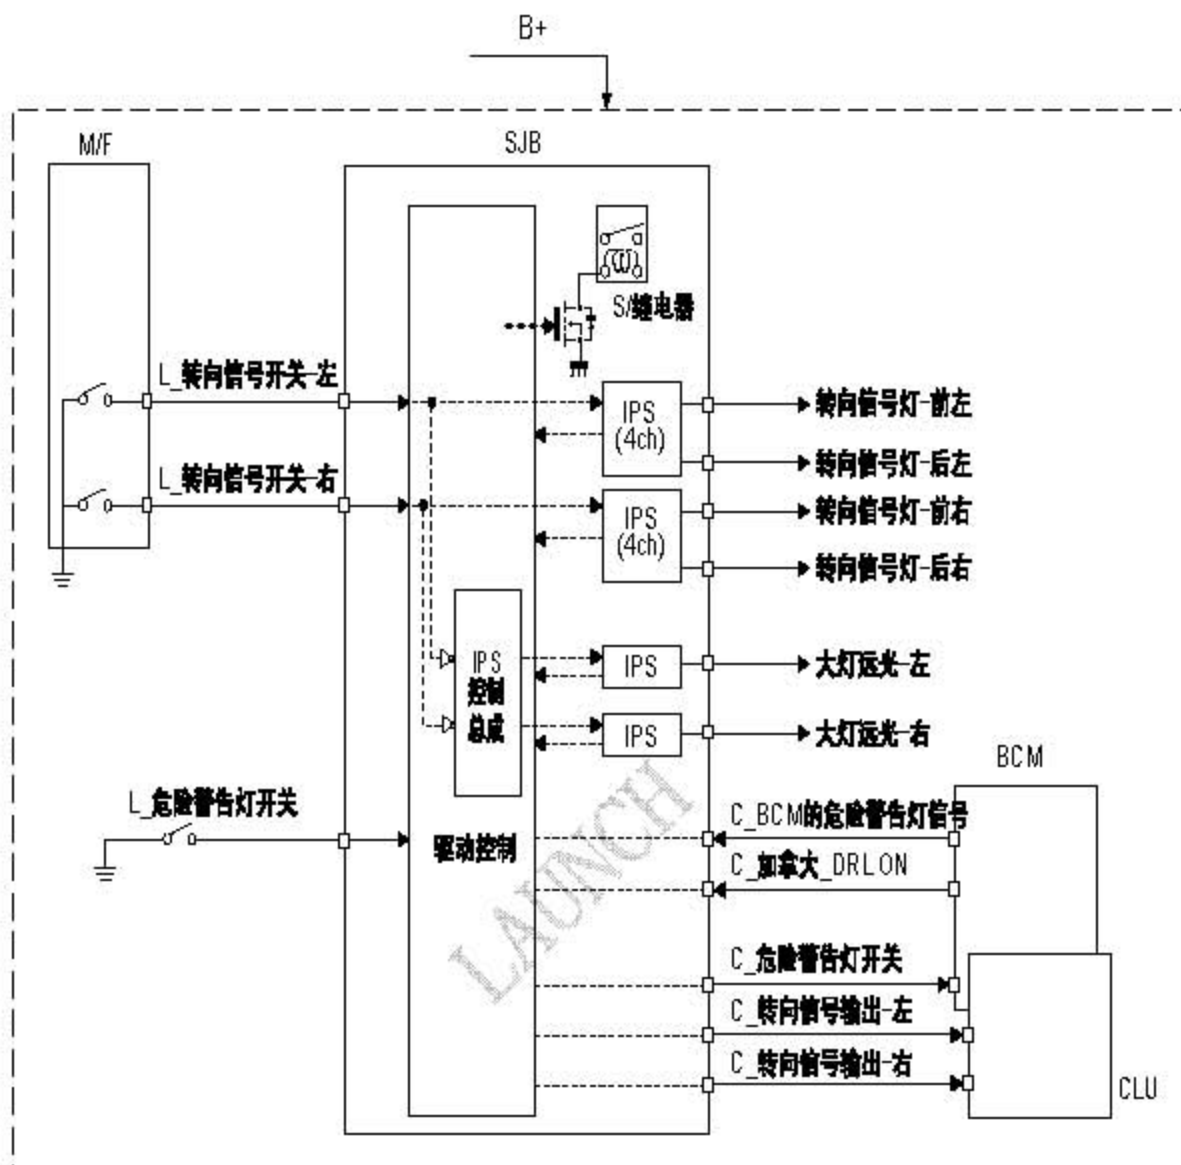 B+
M/F
SJB
S/继电器
L_转向信号开关-左
IPS
(4ch)
转向信号灯-前左
转向信号灯-后左
L_转向信号开关-右
IPS
(4ch)
转向信号灯-前右
转向信号灯-后右
IPS
控制
总成
IPS
大灯远光-左
IPS
大灯远光-右
BCM
L_危险警告灯开关
驱动控制
C_BCM的危险警告灯信号
C_加拿大_DRLON
C_危险警告灯开关
C_转向信号输出-左
C_转向信号输出-右
CLU
LAUNCH